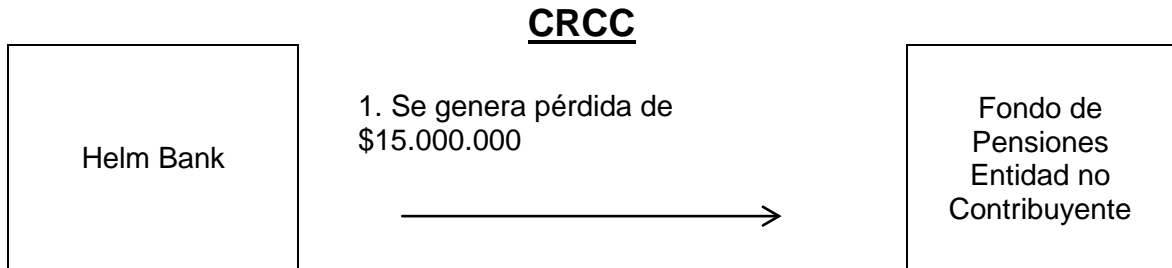 CRCC
Helm Bank
1. Se genera pérdida de
$15.000.000
Fondo de
Pensiones
Entidad no
Contribuyente